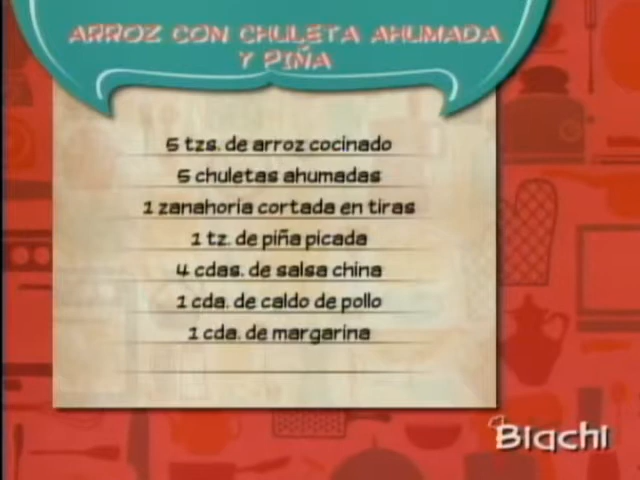 ARROZ CON CHULETA AHUMADA
Y PIÑA
5 tzs. de arroz cocinado
5 chuletas ahumadas
1 zanahoria cortada en tiras
1 tz. de piña picada
4 cdas. de salsa china
1 cda. de caldo de pollo
1 cda. de margarina
Blachi